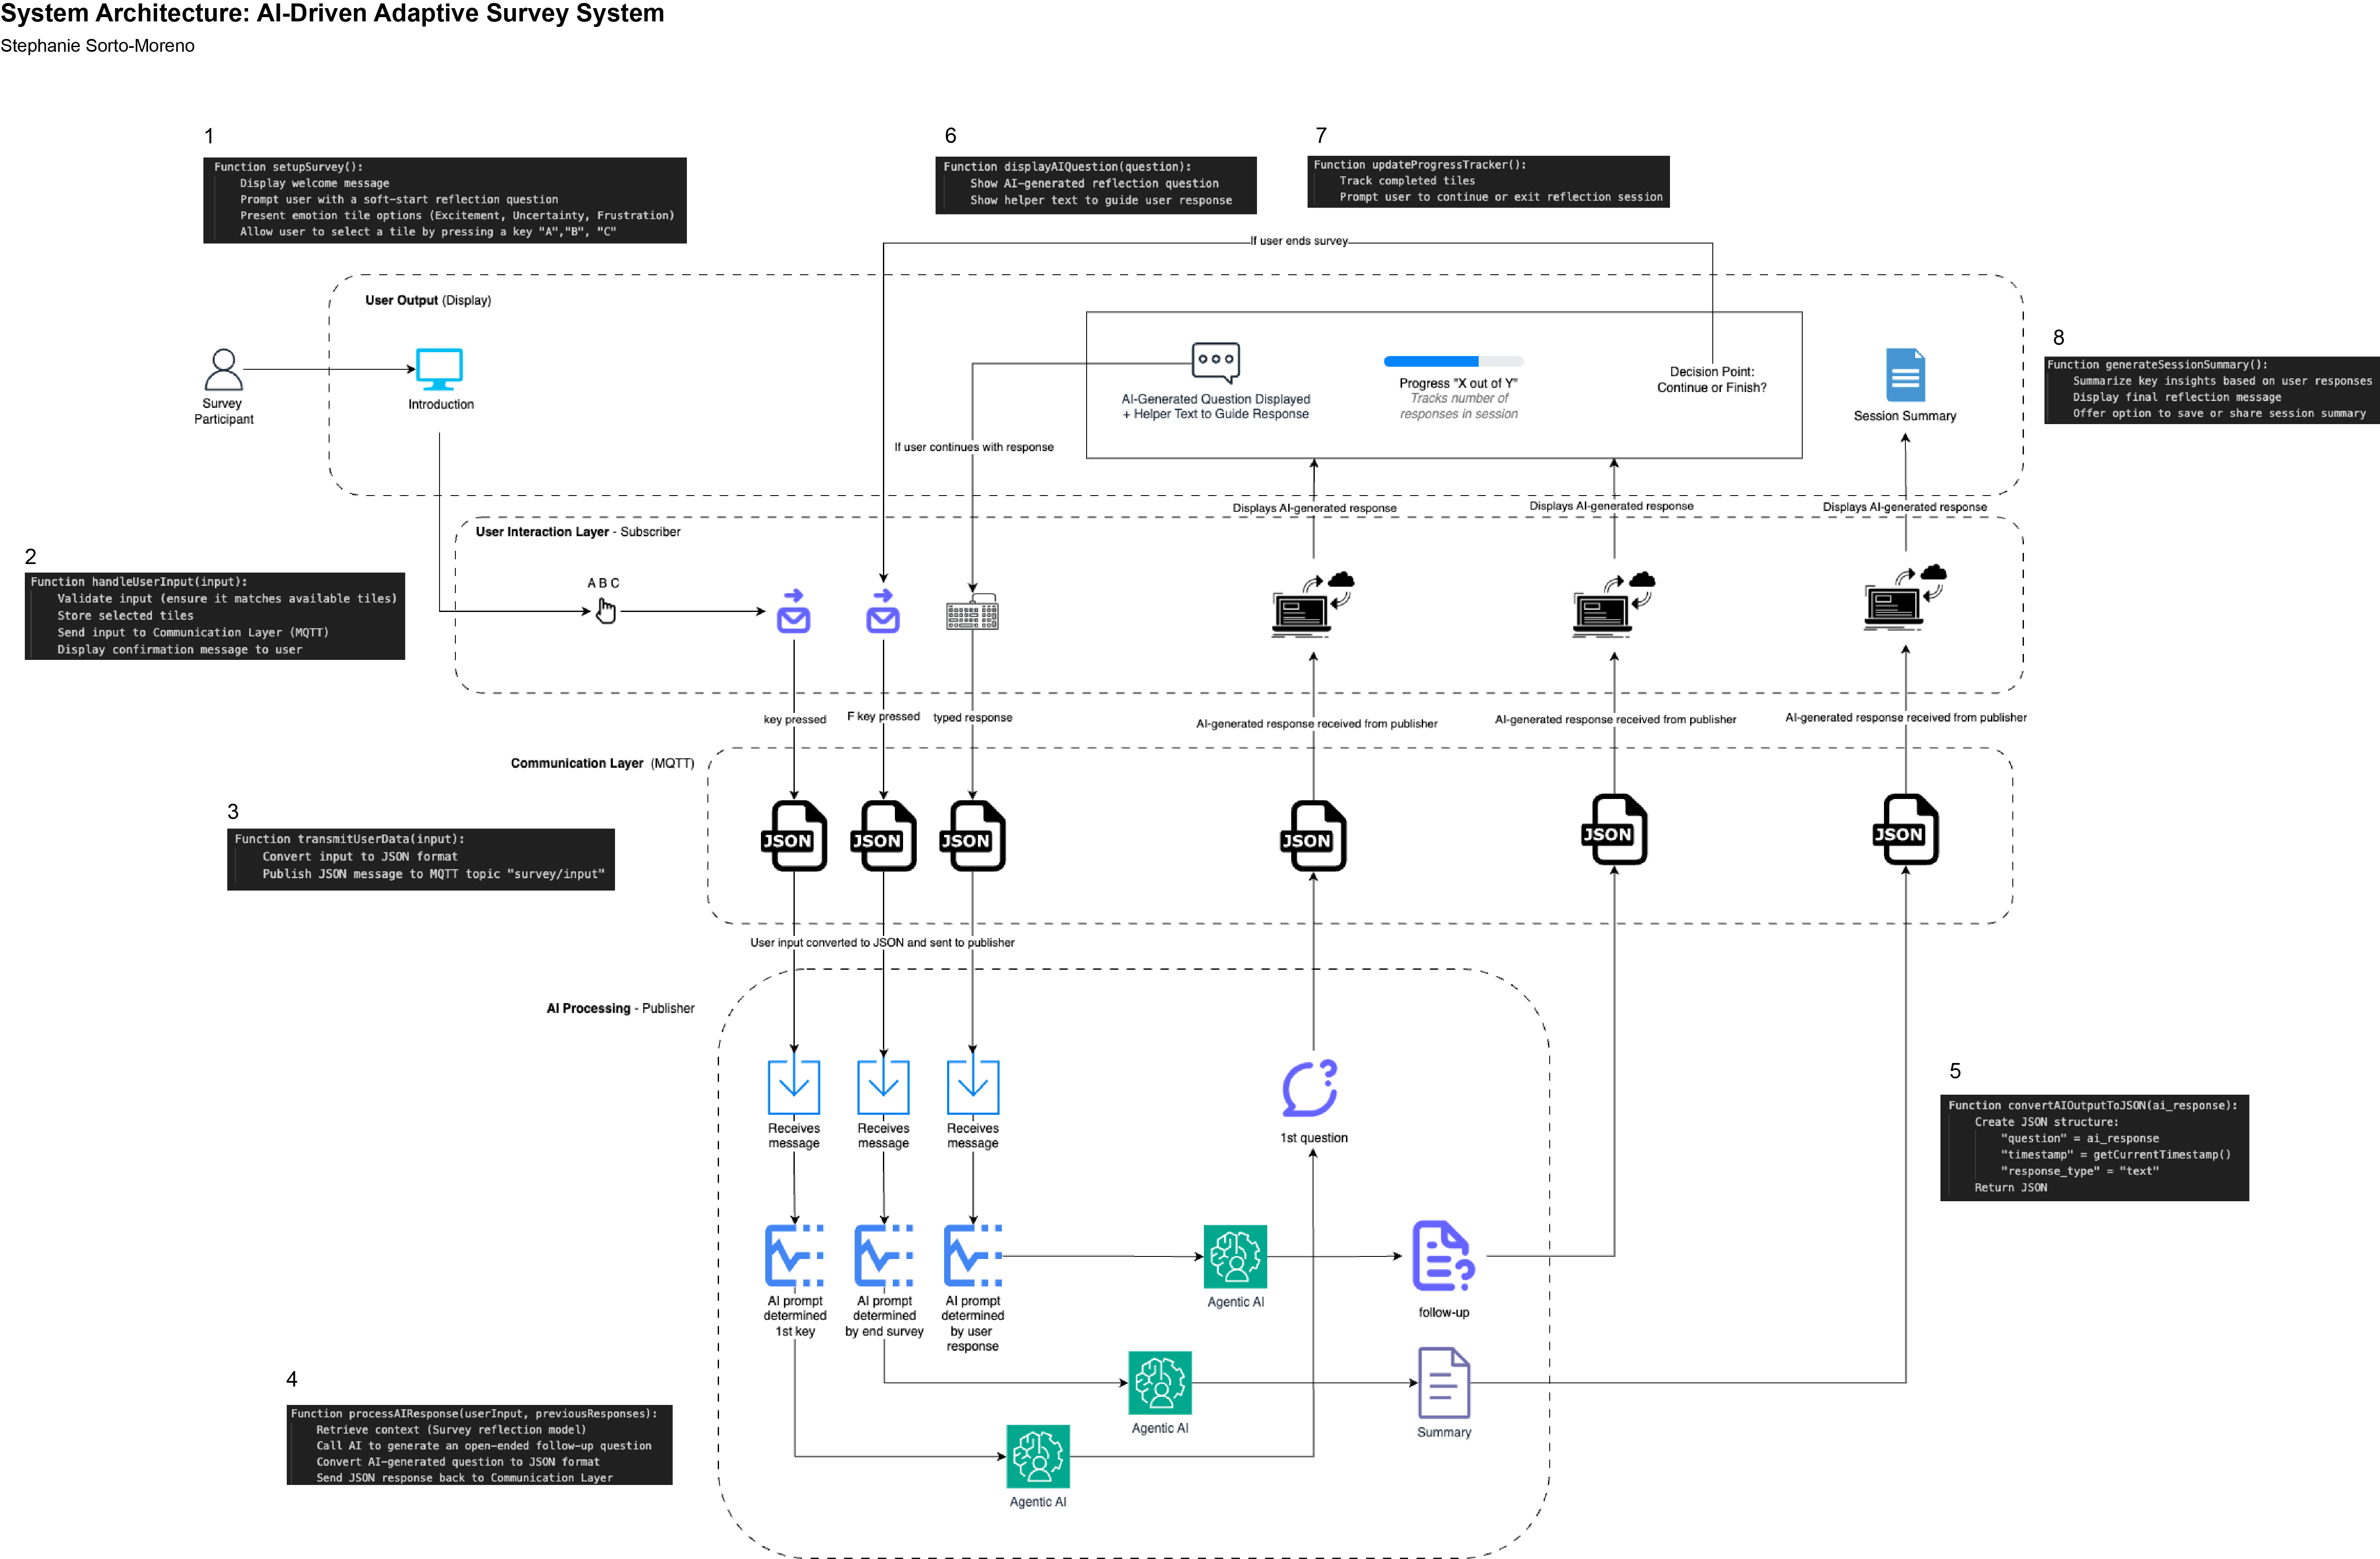 System Architecture: AI-Driven Adaptive Survey System
Stephanie Sorto-Moreno
1
Function setupSurvey():
Display welcome message
Prompt user with a soft-start reflection question
Present emotion tile options (Excitement, Uncertainty, Frustration)
Allow user to select a tile by pressing a key "A","B", "C"
6
Function displayAIQuestion(question):
Show AI-generated reflection question
Show helper text to guide user response
7
Function updateProgressTracker():
Track completed tiles
Prompt user to continue or exit reflection session
If user ends survey
User Output (Display)
Survey
Participant
Introduction
AI-Generated Question Displayed
+ Helper Text to Guide Response
Progress "X out of Y"
Tracks number of
responses in session
Decision Point:
Continue or Finish?
Session Summary
8
Function generateSessionSummary():
Summarize key insights based on user responses
Display final reflection message
Offer option to save or share session summary
If user continues with response
Displays AI-generated response
Displays AI-generated response
Displays AI-generated response
User Interaction Layer - Subscriber
2
Function handleUserInput(input):
Validate input (ensure it matches available tiles)
Store selected tiles
Send input to Communication Layer (MQTT)
Display confirmation message to user
A B C
key pressed
F key pressed
typed response
AI-generated response received from publisher
AI-generated response received from publisher
AI-generated response received from publisher
Communication Layer (MQTT)
3
Function transmitUserData(input):
Convert input to JSON format
Publish JSON message to MQTT topic "survey/input"
JSON
JSON
JSON
JSON
JSON
JSON
User input converted to JSON and sent to publisher
AI Processing - Publisher
Receives
message
Receives
message
Receives
message
1st question
5
Function convertAIOutputToJSON(ai_response):
Create JSON structure:
"question" = ai_response
"timestamp" = getCurrentTimestamp()
"response_type" = "text"
Return JSON
AI prompt
determined
1st key
AI prompt
determined
by end survey
AI prompt
determined
by user
response
Agentic AI
follow-up
4
Function processAIResponse(userInput, previousResponses):
Retrieve context (Survey reflection model)
Call AI to generate an open-ended follow-up question
Convert AI-generated question to JSON format
Send JSON response back to Communication Layer
Agentic AI
Summary
Agentic AI